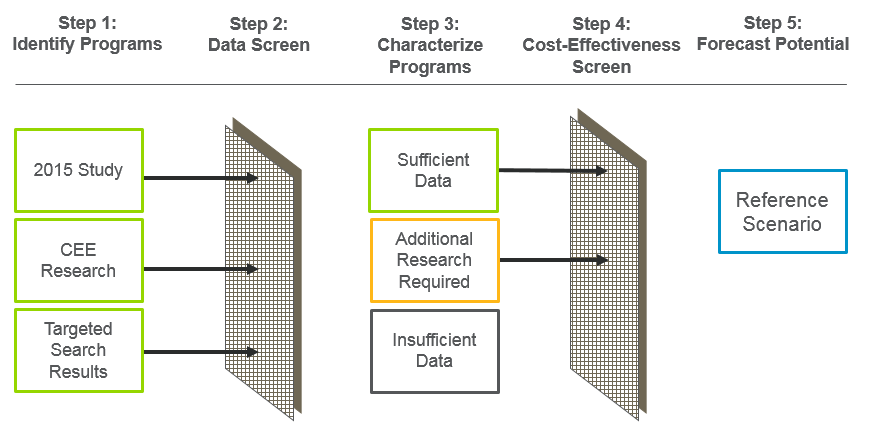 Step 1:
Identify Programs
Step 2:
Data Screen
Step 3:
Characterize
Programs
Step 4:
Cost-Effectiveness
Screen
Step 5:
Forecast Potential
2015 Study
CEE
Research
Targeted
Search
Results
Sufficient
Data
Additional
Research
Required
Insufficient
Data
Reference
Scenario